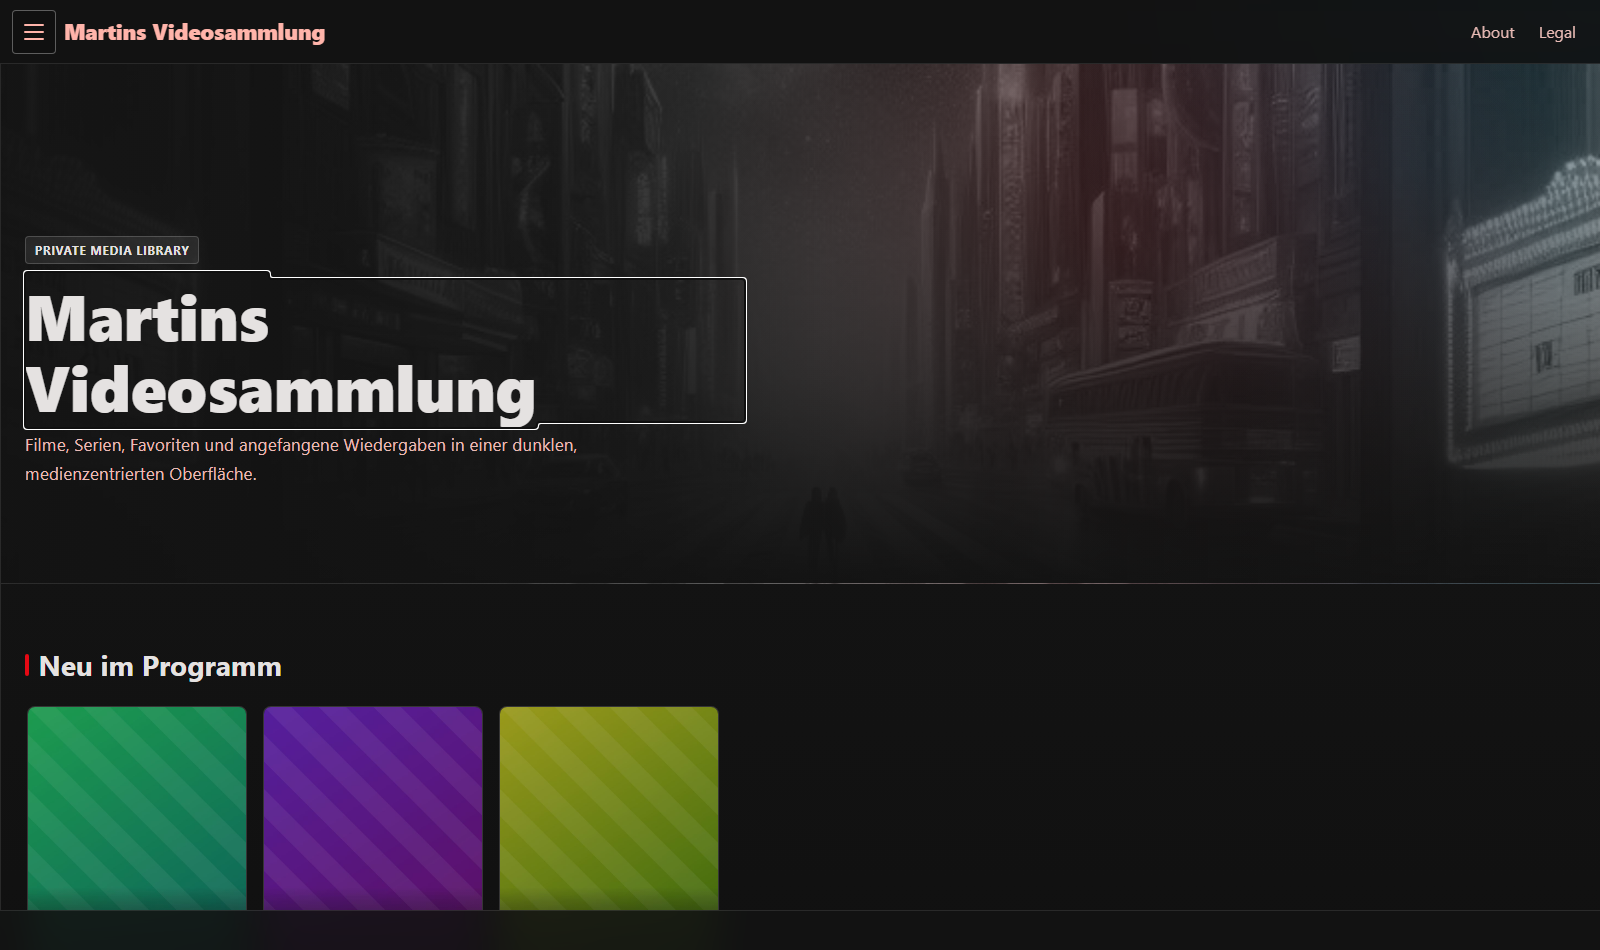 Martins Videosammlung
About
Legal
PRIVATE MEDIA LIBRARY
Martins
Videosammlung
Filme, Serien, Favoriten und angefangene Wiedergaben in einer dunklen,
medienzentrierten Oberfläche.
Neu im Programm